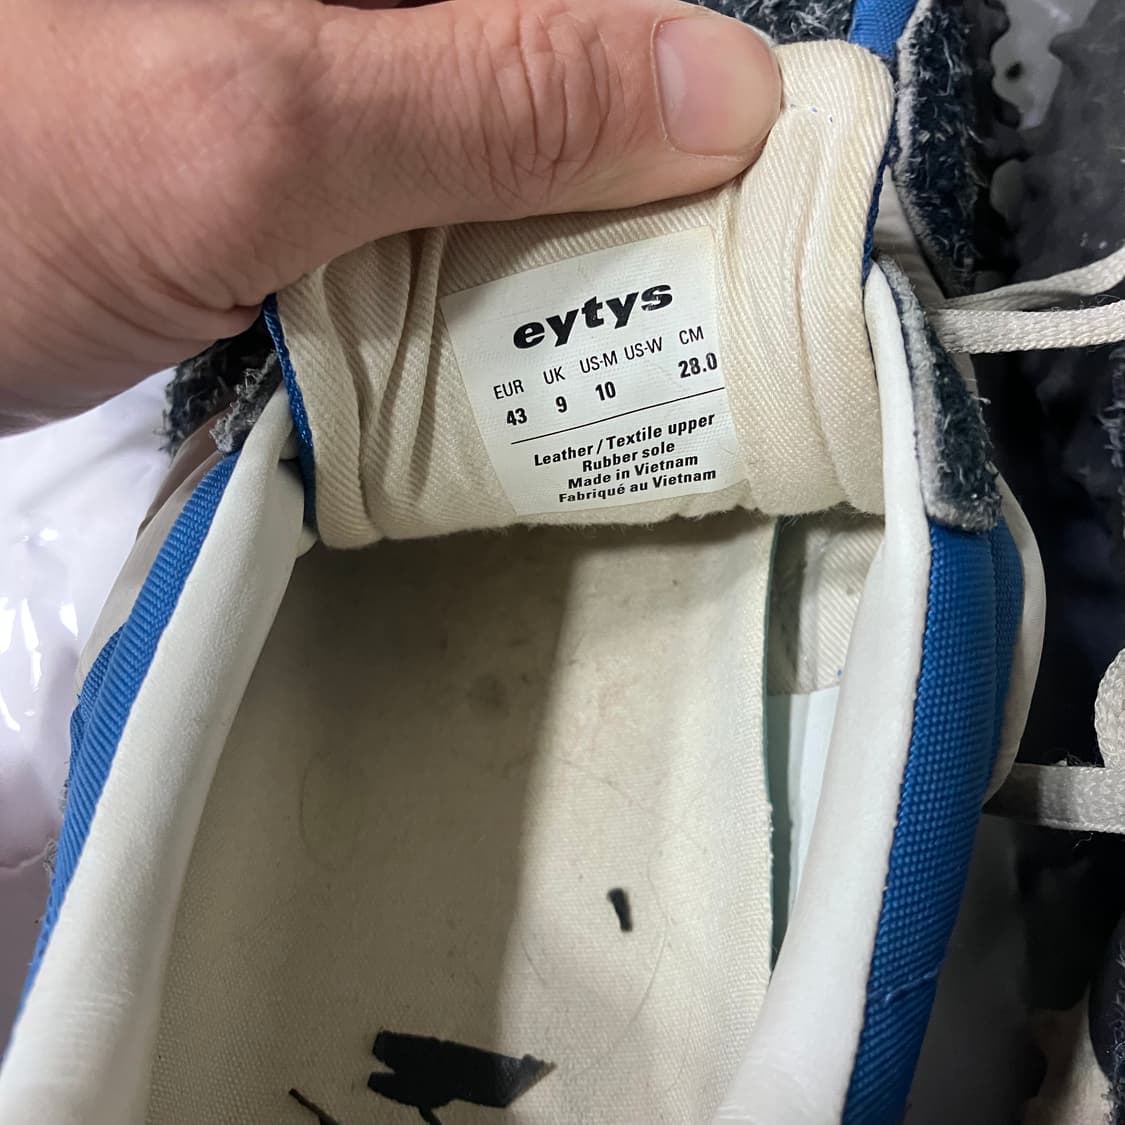 eytys
EUR UK US-M US-W CM
43 9 10 28.0
Leather / Textile upper
Rubber sole
Made in Vietnam
Fabriqué au Vietnam